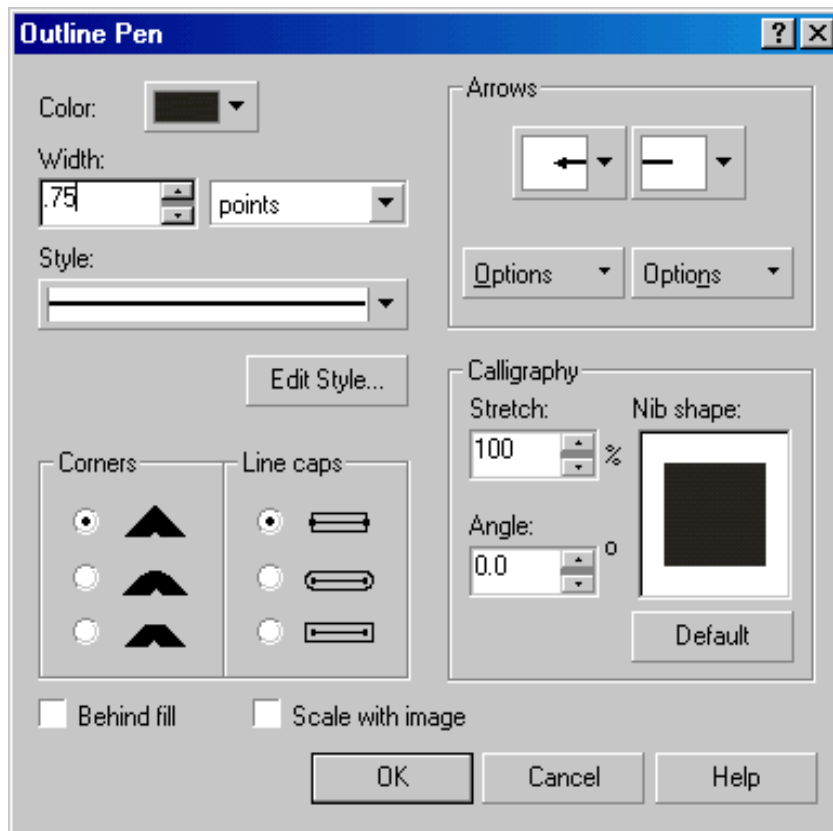 Outline Pen
Color:
Arrows
Width:
.75
points
Style:
Options
Options
Edit Style...
Calligraphy
Stretch:
Nib shape:
100
%
Corners
Line caps
Angle:
0.0
o
Default
Behind fill
Scale with image
OK
Cancel
Help